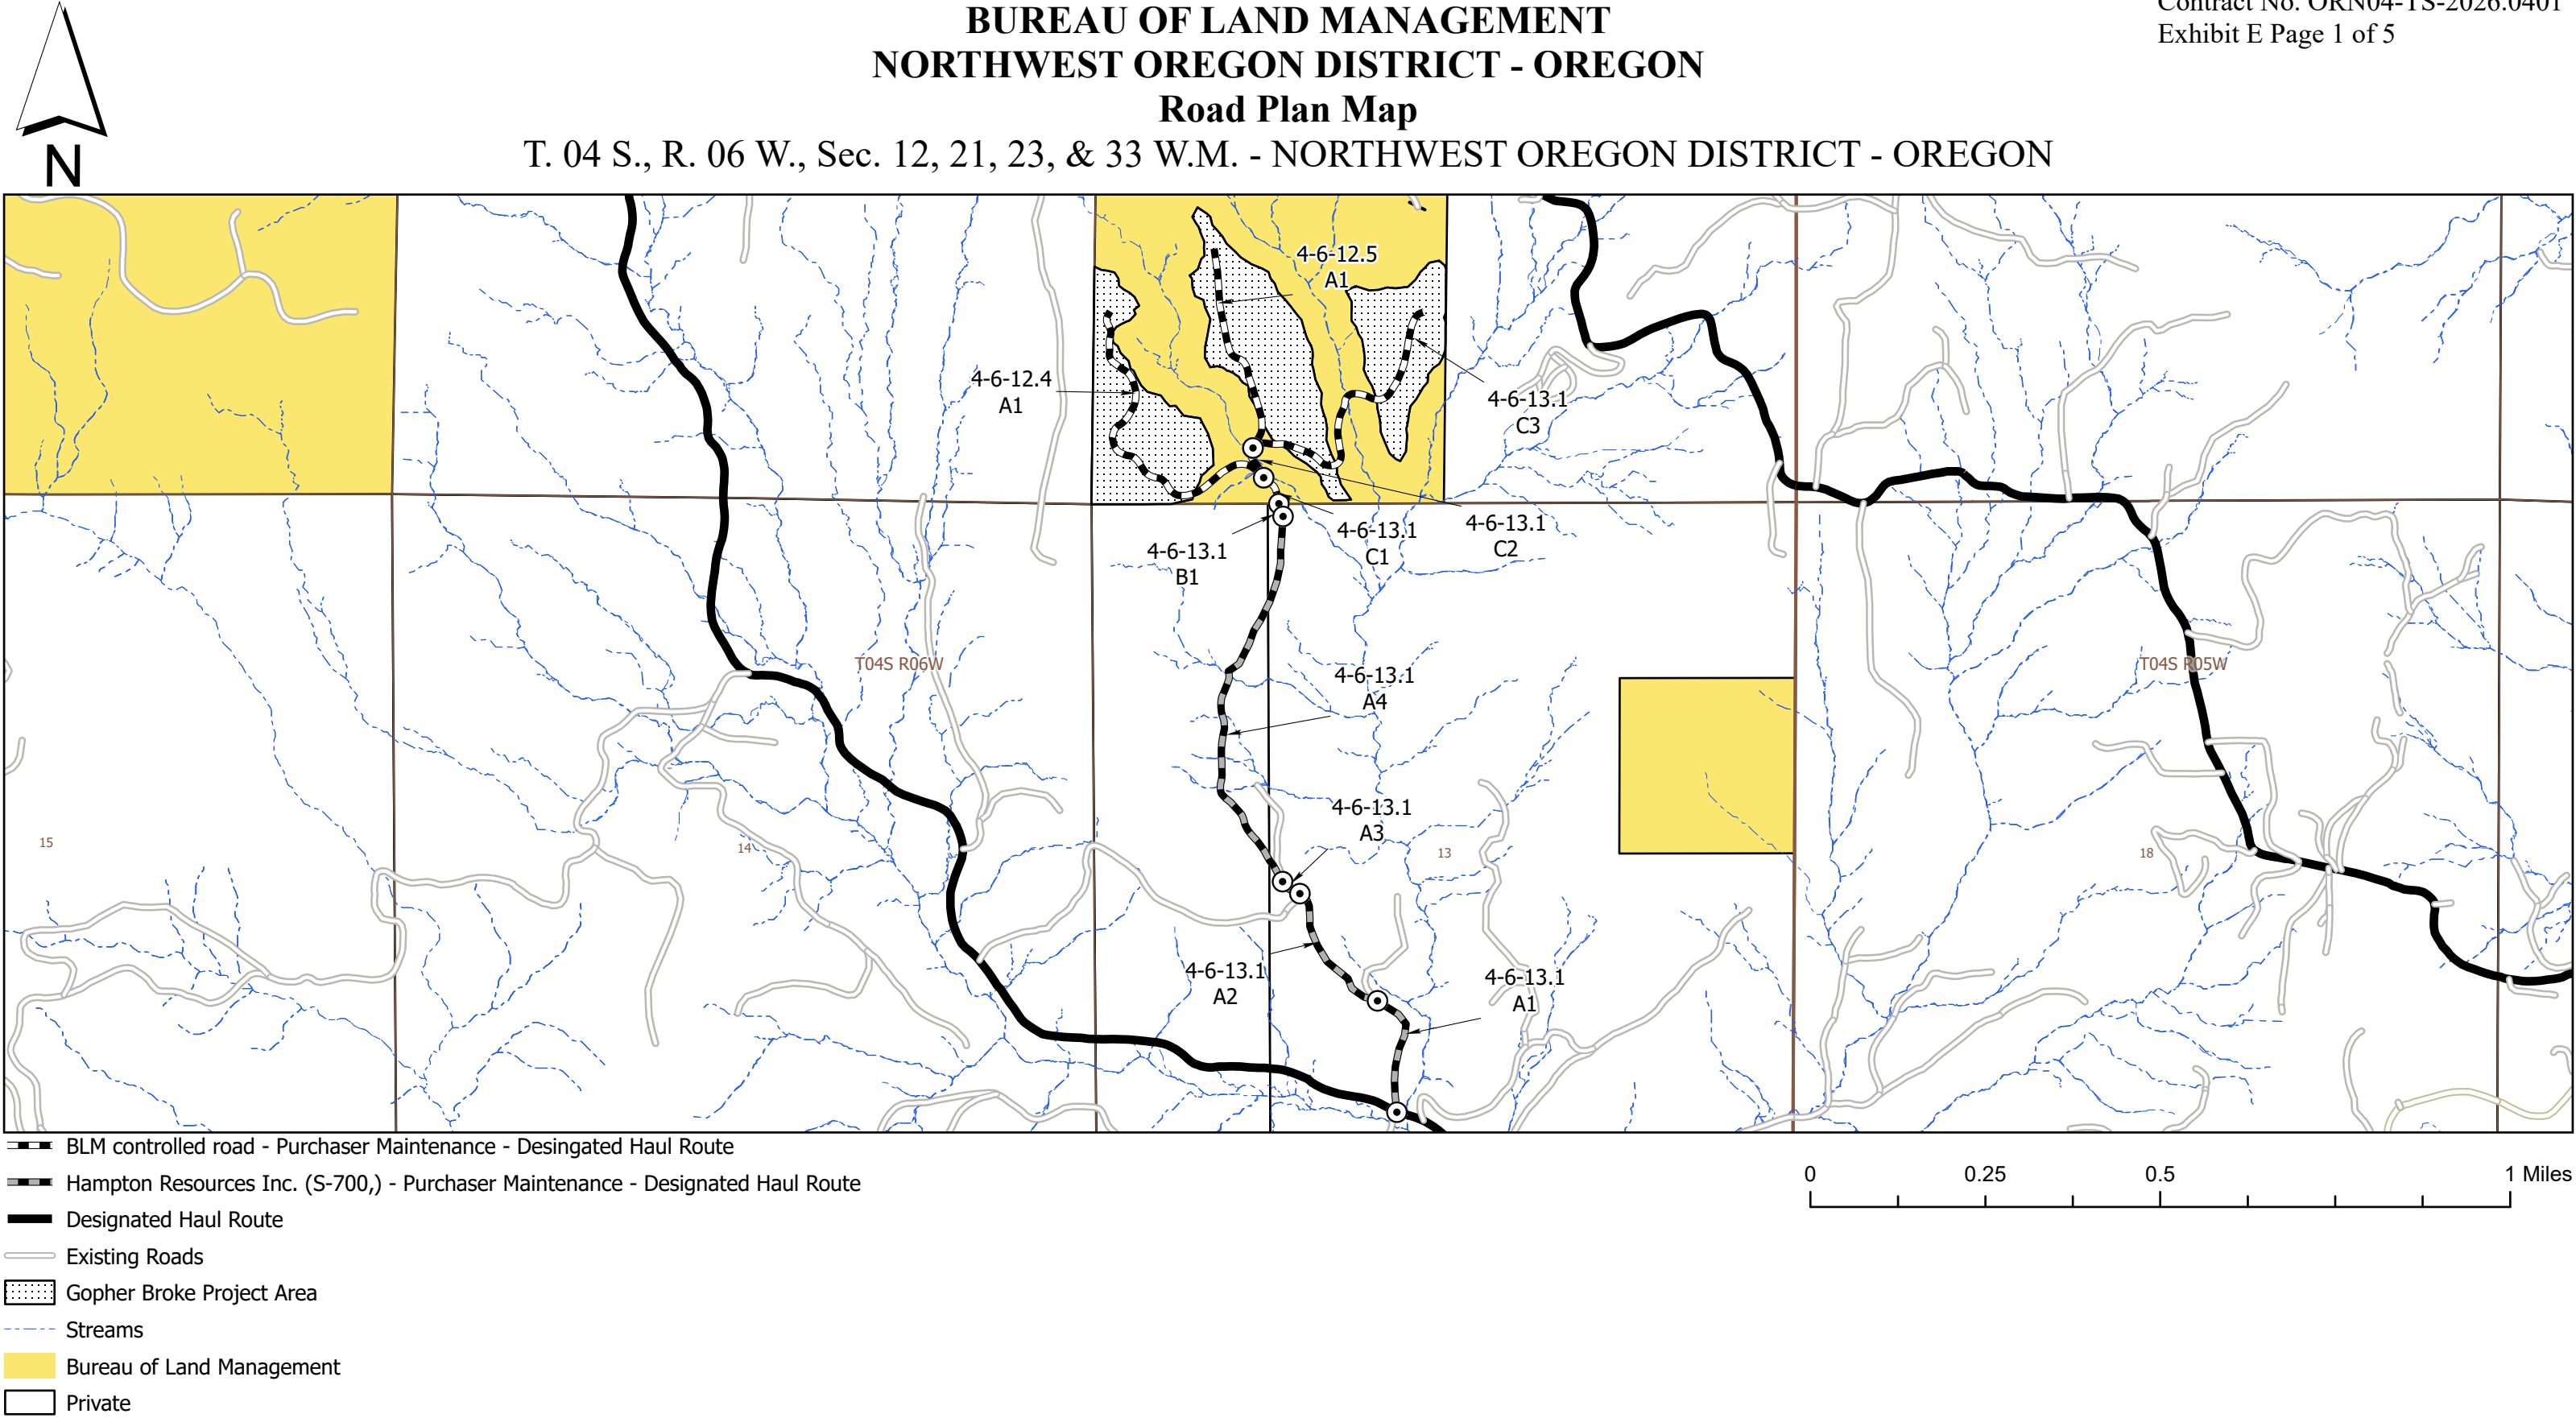 Contract No. ORN04-TS-2026.0401
Exhibit E Page 1 of 5
BUREAU OF LAND MANAGEMENT
NORTHWEST OREGON DISTRICT - OREGON
Road Plan Map
T. 04 S., R. 06 W., Sec. 12, 21, 23, & 33 W.M. - NORTHWEST OREGON DISTRICT - OREGON
N
4-6-12.5
A1
4-6-12.4
A1
4-6-13.1
C3
4-6-13.1
C2
4-6-13.1
C1
4-6-13.1
B1
T04S R06W
T04S R05W
4-6-13.1
A4
4-6-13.1
A3
15
14
13
18
4-6-13.1
A2
4-6-13.1
A1
BLM controlled road - Purchaser Maintenance - Desingated Haul Route
Hampton Resources Inc. (S-700,) - Purchaser Maintenance - Designated Haul Route
Designated Haul Route
Existing Roads
Gopher Broke Project Area
Streams
Bureau of Land Management
Private
0 0.25 0.5 1 Miles